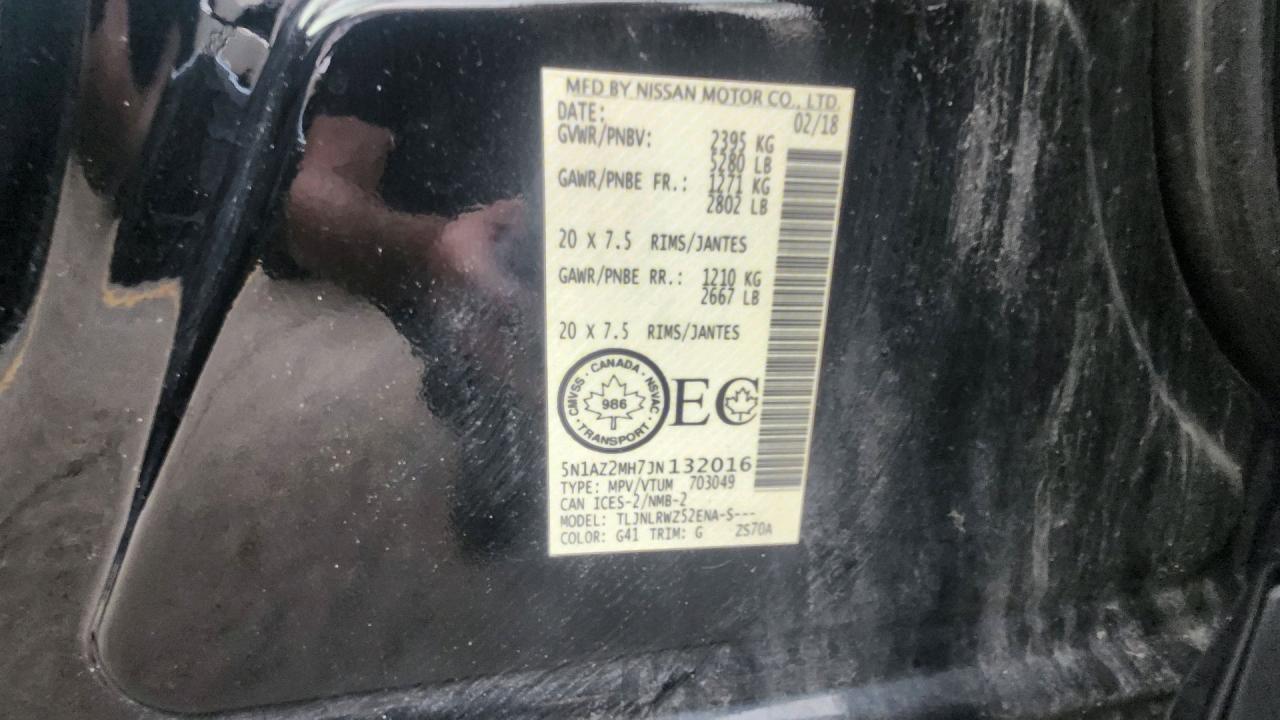 MFD BY NISSAN MOTOR CO., LTD.
DATE: 02/18
GVWR/PNBV: 2395 KG
5280 LB
GAWR/PNBE FR.: 1271 KG
2802 LB
20 X 7.5 RIMS/JANTES
GAWR/PNBE RR.: 1210 KG
2667 LB
20 X 7.5 RIMS/JANTES
CMVSS · CANADA · NSVAC
986
· TRANSPORT ·
EC
5N1AZ2MH7JN132016
TYPE: MPV/VTUM 703049
CAN ICES-2/NMB-2
MODEL: TLJNLRWZ52ENA-S---
COLOR: G41 TRIM: G ZS70A